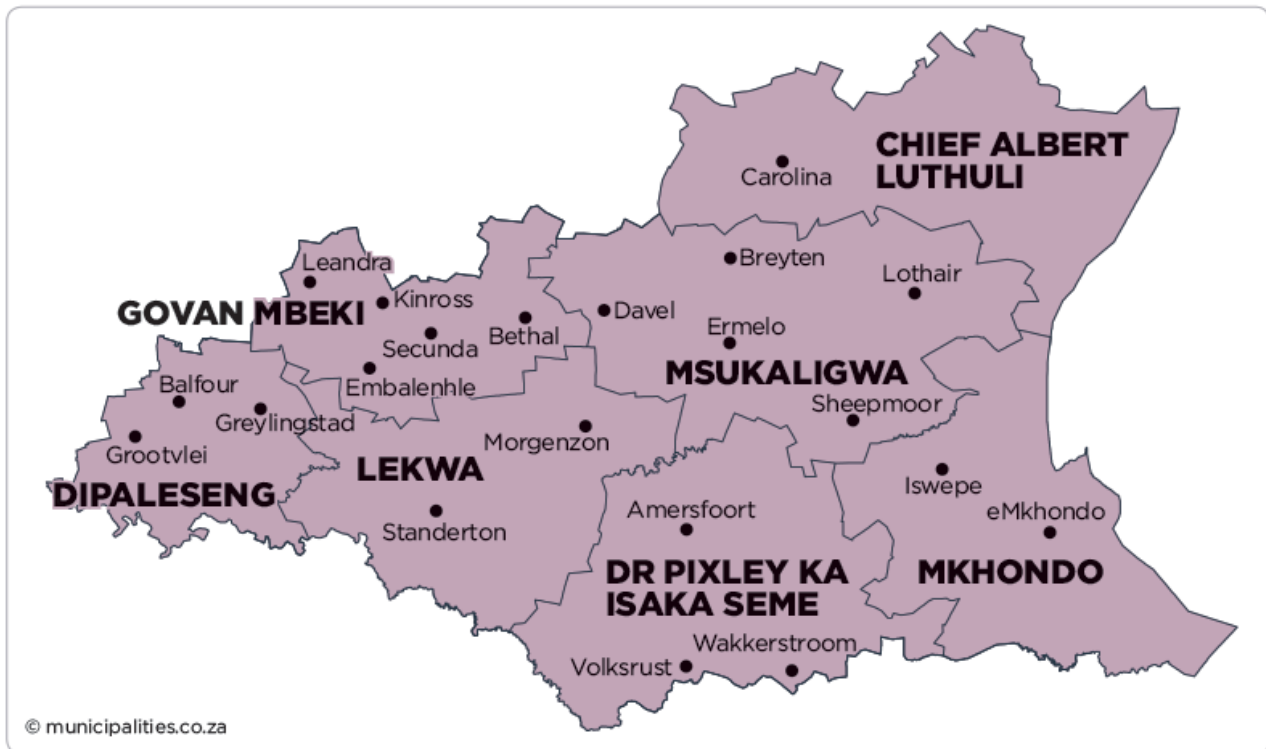 CHIEF ALBERT
LUTHULI
Carolina
Breyten
Lothair
Leandra
GOVAN MBEKI
Kinross
Davel
Bethal
Secunda
Ermelo
Embalenhle
MSUKALIGWA
Balfour
Sheepmoor
Greylingstad
Grootvlei
Morgenzon
LEKWA
DIPALESENG
Iswepe
Standerton
Amersfoort
eMkhondo
DR PIXLEY KA
ISAKA SEME
MKHONDO
Wakkerstroom
Volksrust
© municipalities.co.za